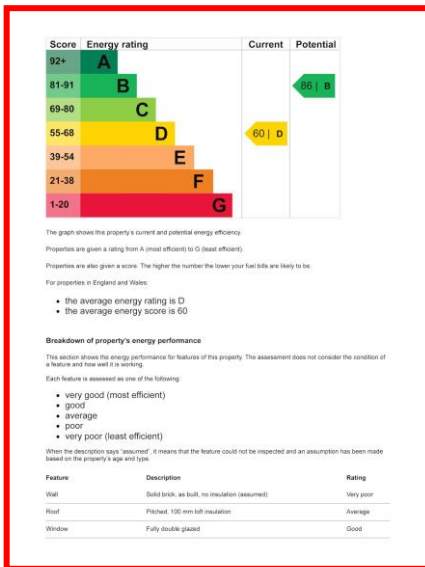 Score Energy rating Current Potential
92+ A
81-91 B 86 | B
69-80 C
55-68 D 60 | D
39-54 E
21-38 F
1-20 G
The graph shows this property's current and potential energy efficiency.
Properties are given a rating from A (most efficient) to G (least efficient).
Properties are also given a score. The higher the number the lower your fuel bills are likely to be.
For properties in England and Wales:
• the average energy rating is D
• the average energy score is 60
Breakdown of property's energy performance
This section shows the energy performance for features of this property. The assessment does not consider the condition of
a feature and how well it is working.
Each feature is assessed as one of the following:
• very good (most efficient)
• good
• average
• poor
• very poor (least efficient)
When the description says "assumed", it means that the feature could not be inspected and an assumption has been made
based on the property's age and type.
Feature Description Rating
Wall Solid brick, as built, no insulation (assumed) Very poor
Roof Pitched, 100 mm loft insulation Average
Window Fully double glazed Good